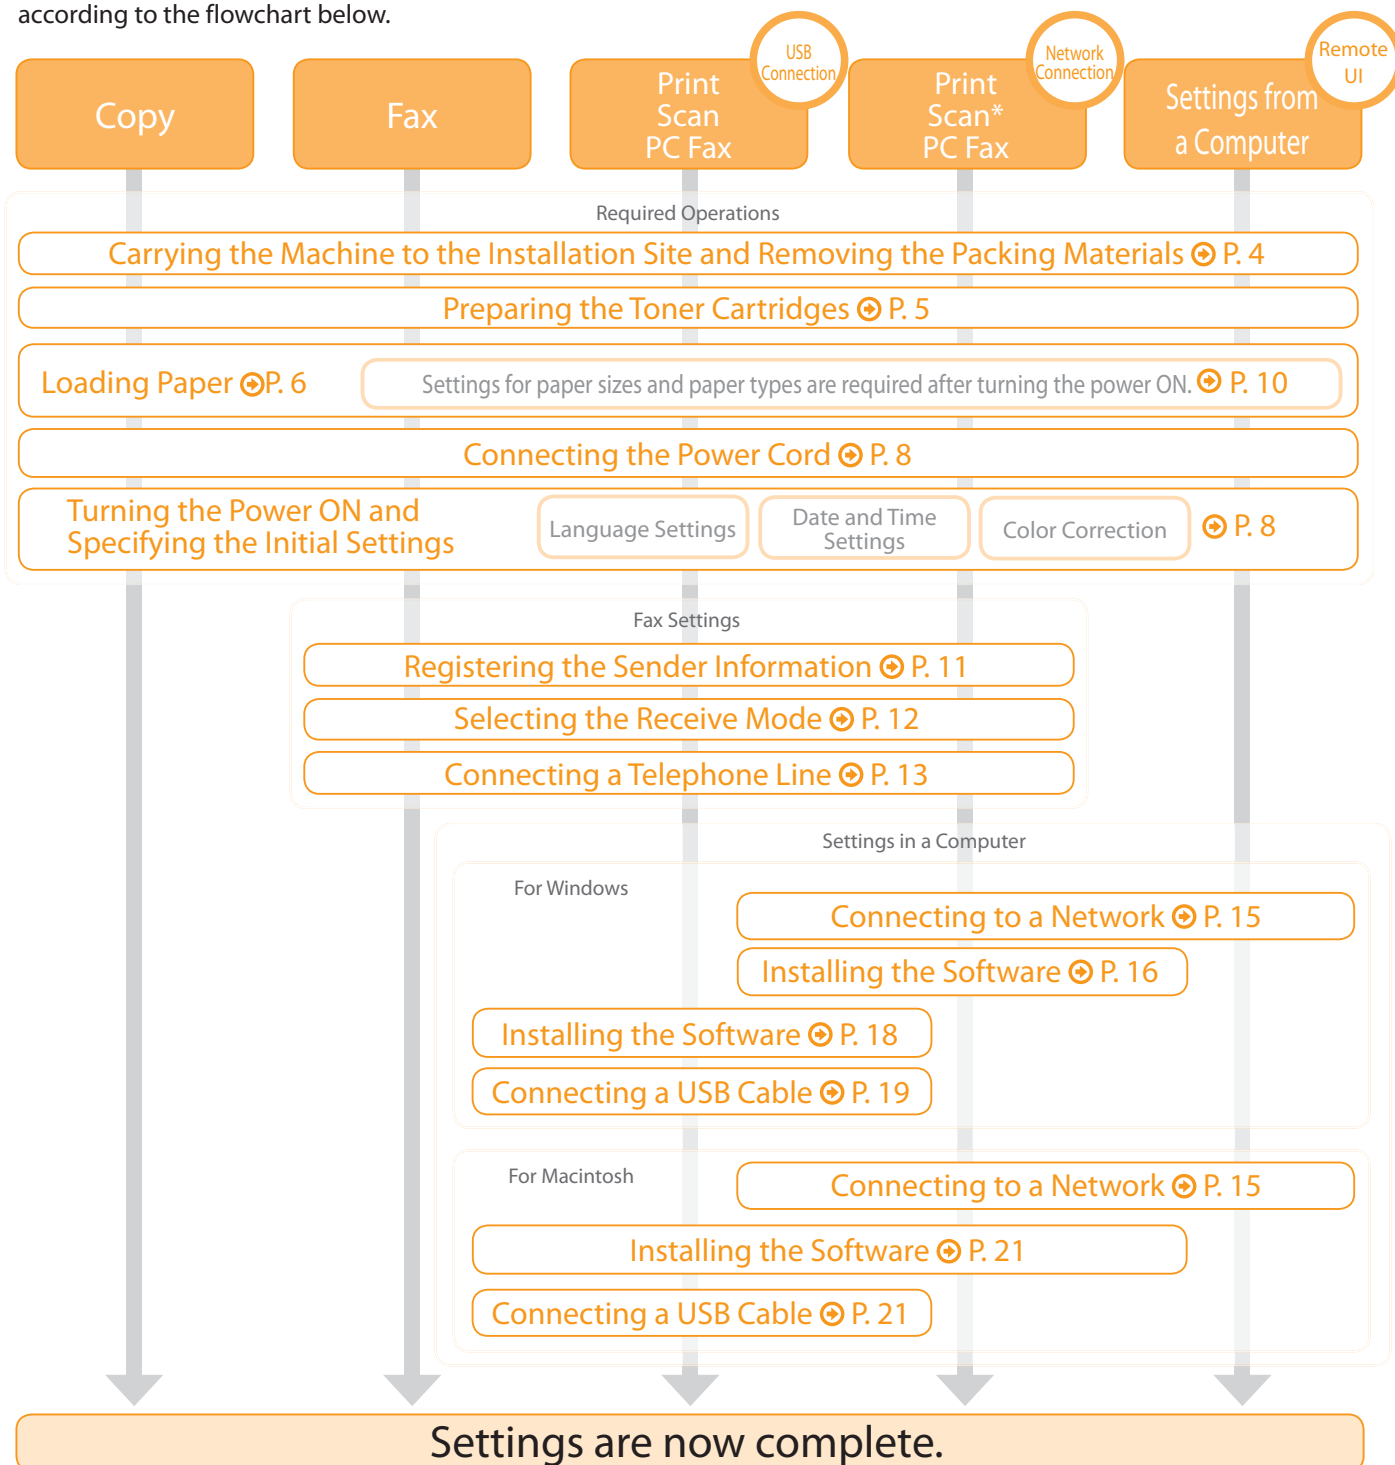 according to the flowchart below.
Copy
Fax
Print
Scan
PC Fax
USB
Connection
Print
Scan*
PC Fax
Network
Connection
Settings from
a Computer
Remote
UI
Required Operations
Carrying the Machine to the Installation Site and Removing the Packing Materials P. 4
Preparing the Toner Cartridges P. 5
Loading Paper P. 6
Settings for paper sizes and paper types are required after turning the power ON. P. 10
Connecting the Power Cord P. 8
Turning the Power ON and
Specifying the Initial Settings
Language Settings
Date and Time
Settings
Color Correction
P. 8
Fax Settings
Registering the Sender Information P. 11
Selecting the Receive Mode P. 12
Connecting a Telephone Line P. 13
Settings in a Computer
For Windows
Connecting to a Network P. 15
Installing the Software P. 16
Installing the Software P. 18
Connecting a USB Cable P. 19
For Macintosh
Connecting to a Network P. 15
Installing the Software P. 21
Connecting a USB Cable P. 21
Settings are now complete.